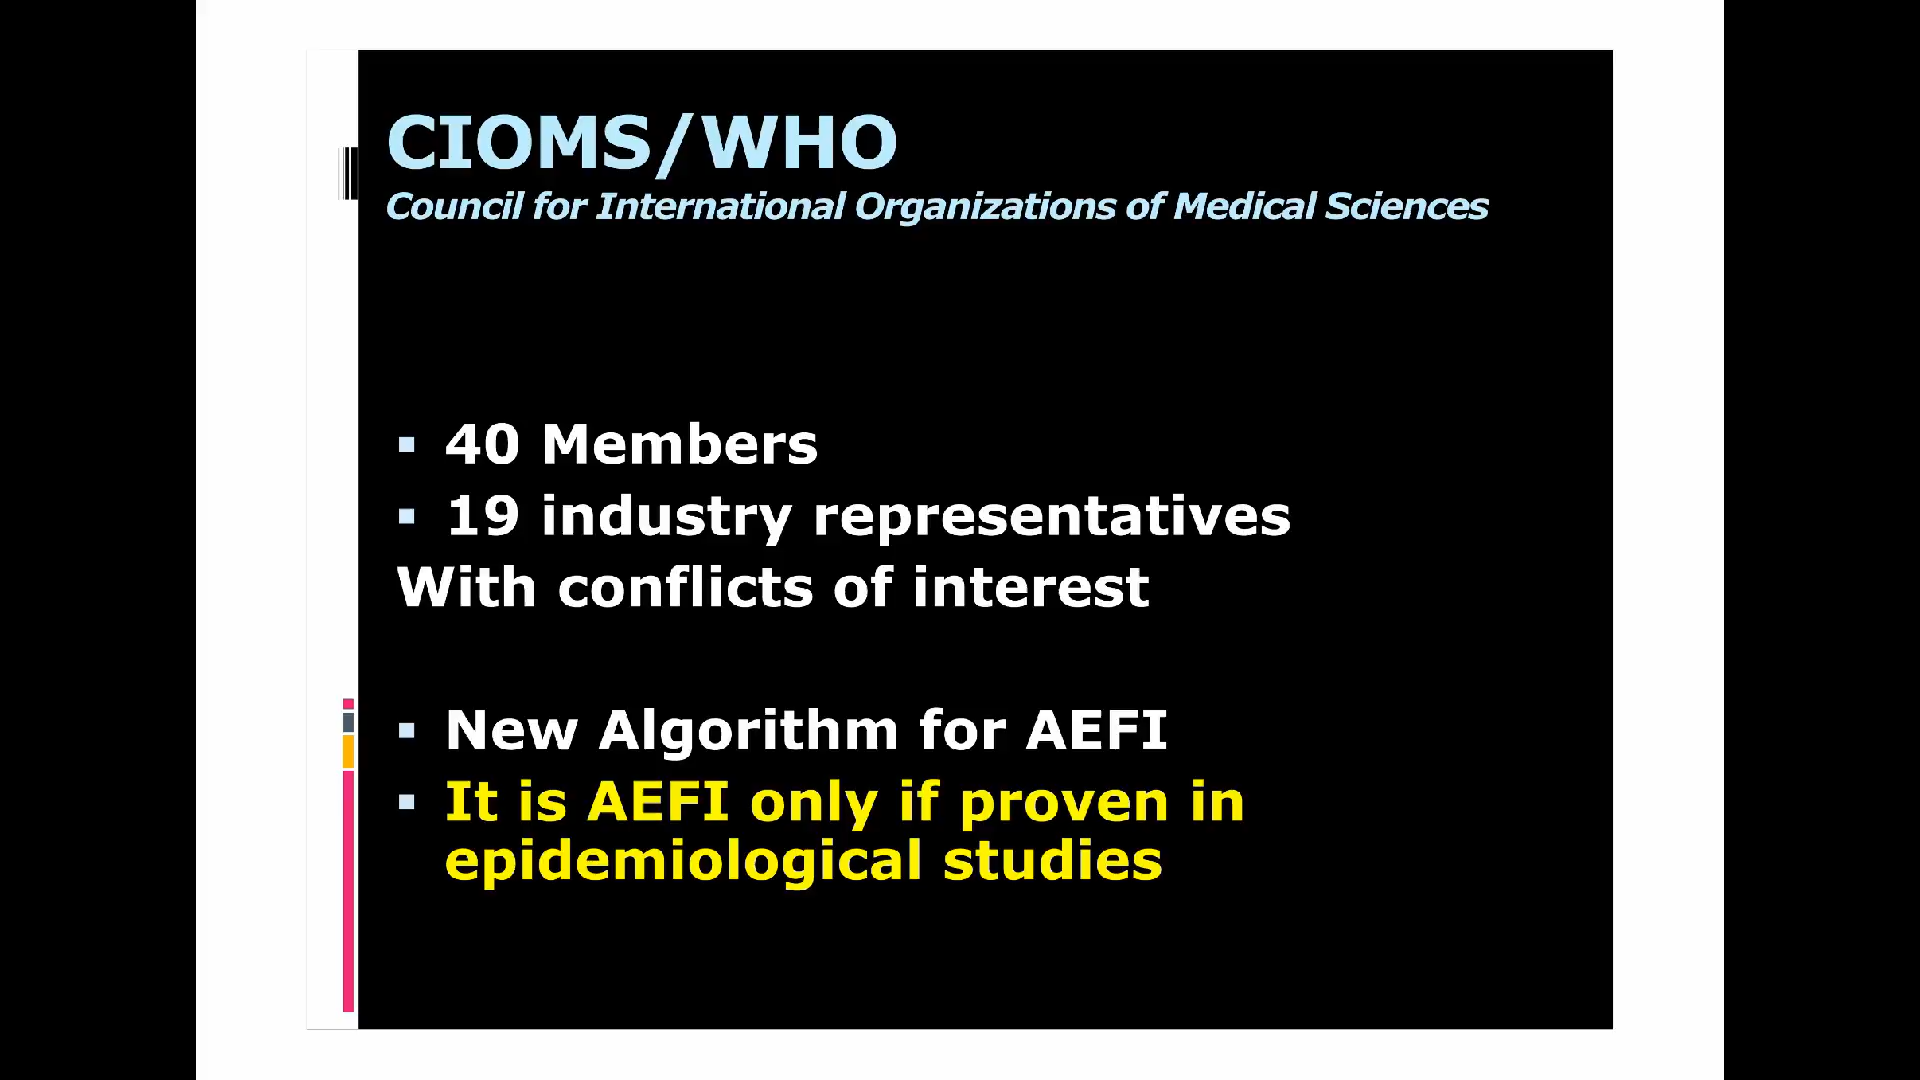 CIOMS/WHO
Council for International Organizations of Medical Sciences
▪ 40 Members
▪ 19 industry representatives
With conflicts of interest
▪ New Algorithm for AEFI
▪ It is AEFI only if proven in
epidemiological studies